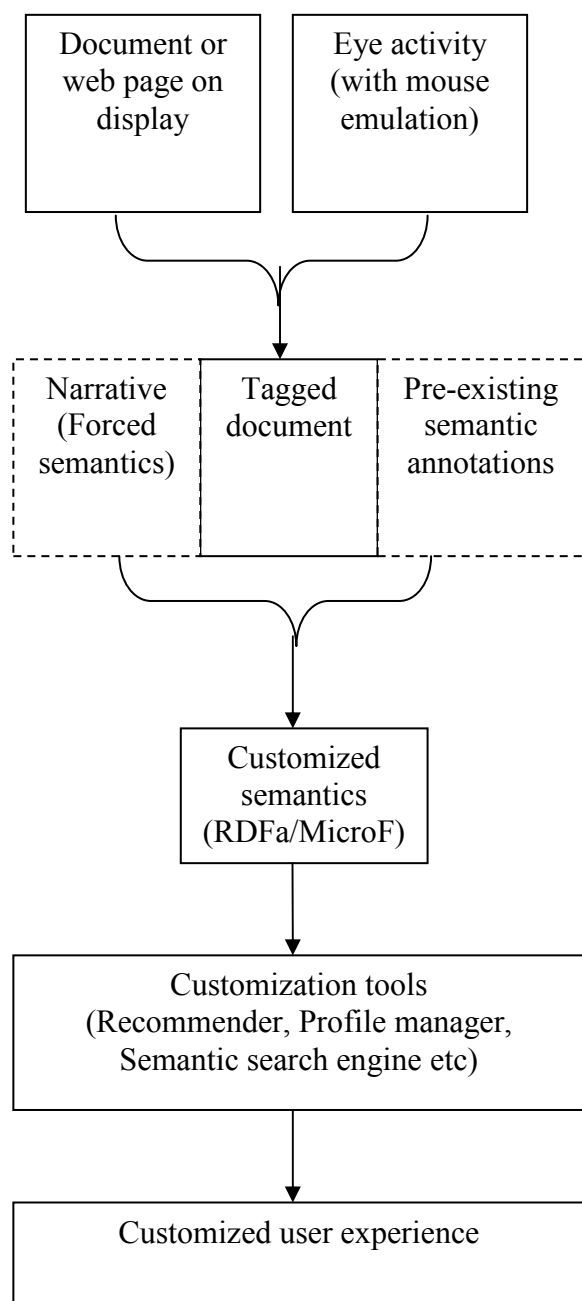 Document or
web page on
display
Eye activity
(with mouse
emulation)
Narrative
(Forced
semantics)
Tagged
document
Pre-existing
semantic
annotations
Customized
semantics
(RDFa/MicroF)
Customization tools
(Recommender, Profile manager,
Semantic search engine etc)
Customized user experience